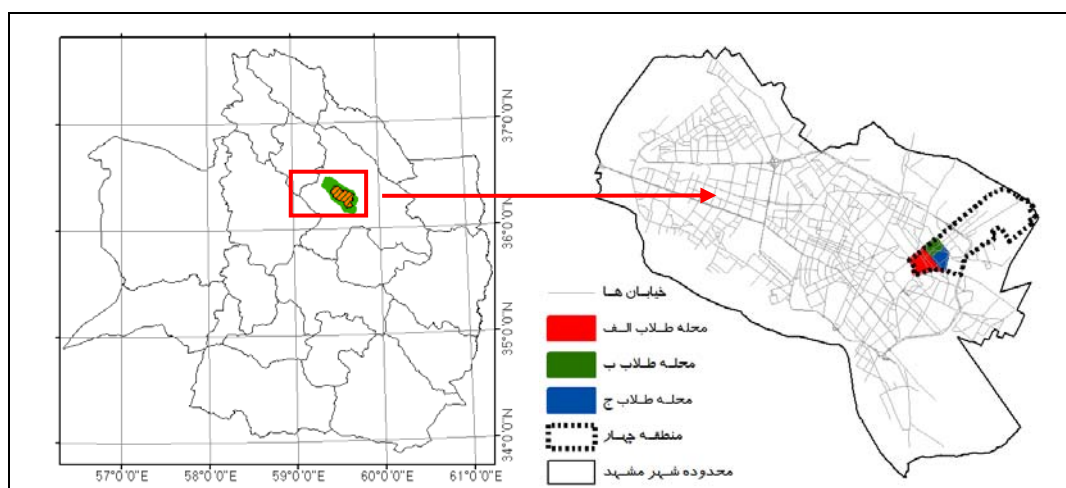 37°0'0"N
36°0'0"N
35°0'0"N
34°0'0"N
57°0'0"E
58°0'0"E
59°0'0"E
60°0'0"E
61°0'0"E
خیابان ها
محله طلاب الف
محله طلاب ب
محله طلاب ج
منطقه چهار
محدوده شهر مشهد